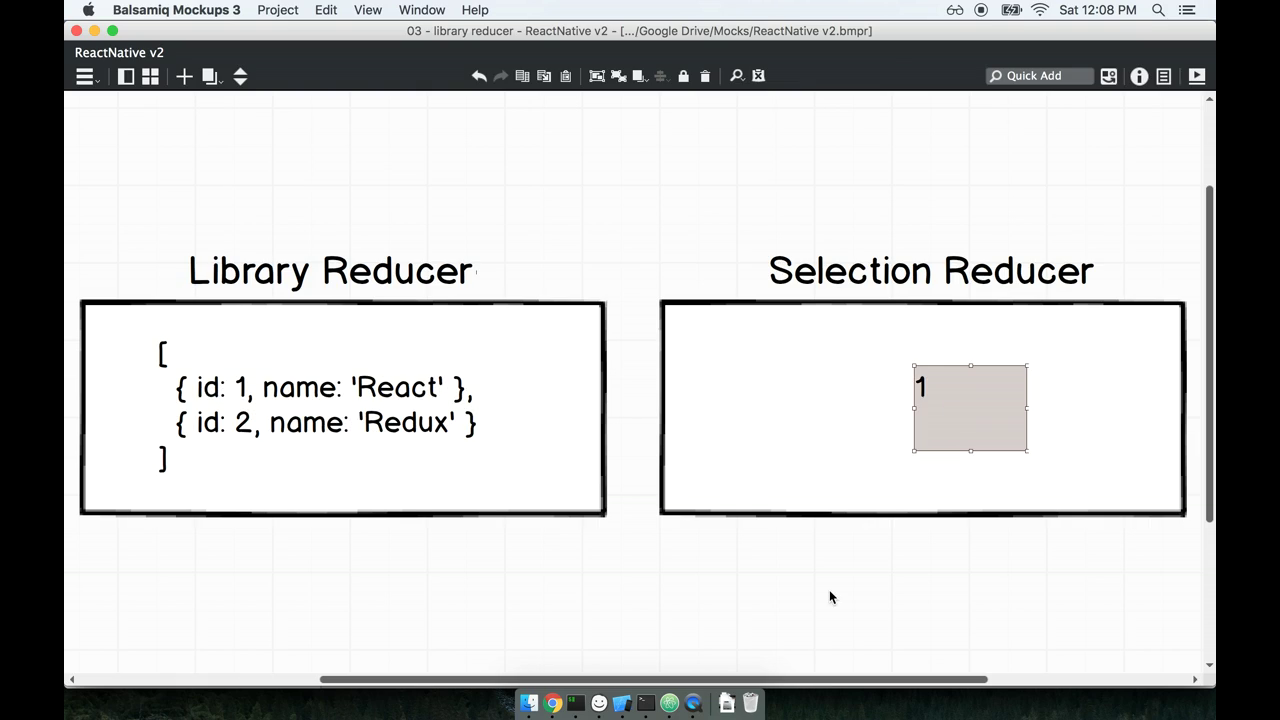 Balsamiq Mockups 3 Project Edit View Window Help Sat 12:08 PM
03 - library reducer - ReactNative v2 - [.../Google Drive/Mocks/ReactNative v2.bmpr]
ReactNative v2
Quick Add
Library Reducer
[
{ id: 1, name: 'React' },
{ id: 2, name: 'Redux' }
]
Selection Reducer
1